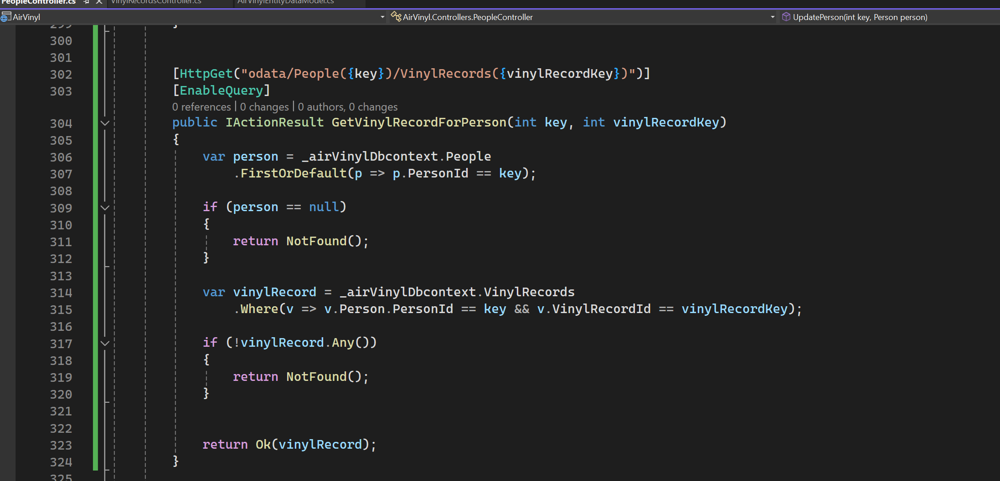 PeopleController.cs VinylRecordsController.cs AirVinylEntityDataModel.cs
AirVinyl AirVinyl.Controllers.PeopleController UpdatePerson(int key, Person person)
299 }
300
301
302 [HttpGet("odata/People({key})/VinylRecords({vinylRecordKey})")]
303 [EnableQuery]
0 references | 0 changes | 0 authors, 0 changes
304 public IActionResult GetVinylRecordForPerson(int key, int vinylRecordKey)
305 {
306 var person = _airVinylDbcontext.People
307 .FirstOrDefault(p => p.PersonId == key);
308
309 if (person == null)
310 {
311 return NotFound();
312 }
313
314 var vinylRecord = _airVinylDbcontext.VinylRecords
315 .Where(v => v.Person.PersonId == key && v.VinylRecordId == vinylRecordKey);
316
317 if (!vinylRecord.Any())
318 {
319 return NotFound();
320 }
321
322
323 return Ok(vinylRecord);
324 }
325